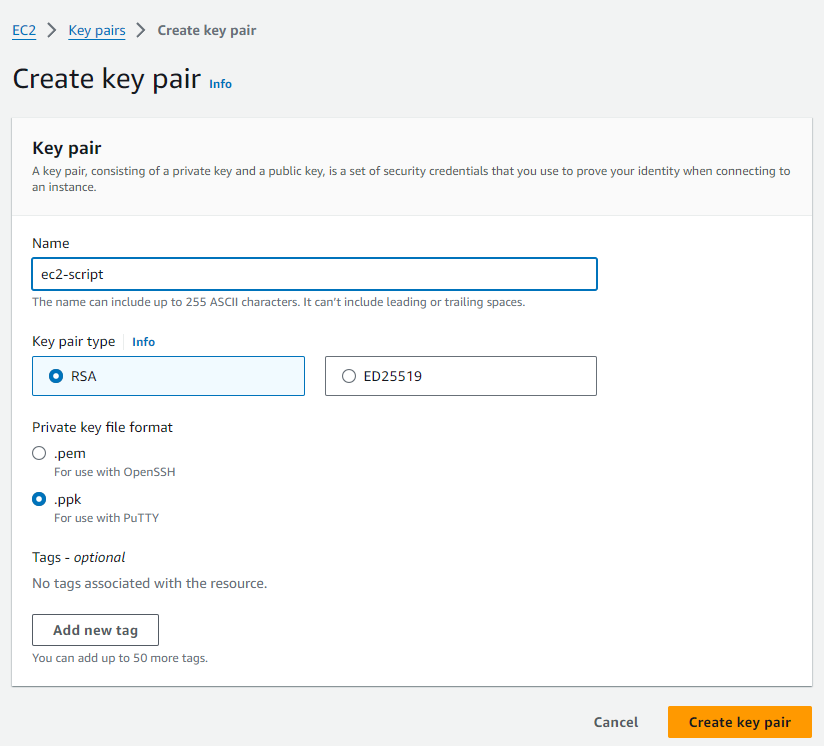 EC2 > Key pairs > Create key pair
Create key pair Info
Key pair
A key pair, consisting of a private key and a public key, is a set of security credentials that you use to prove your identity when connecting to
an instance.
Name
ec2-script
The name can include up to 255 ASCII characters. It can't include leading or trailing spaces.
Key pair type Info
RSA ED25519
Private key file format
.pem
For use with OpenSSH
.ppk
For use with PuTTY
Tags - optional
No tags associated with the resource.
Add new tag
You can add up to 50 more tags.
Cancel Create key pair